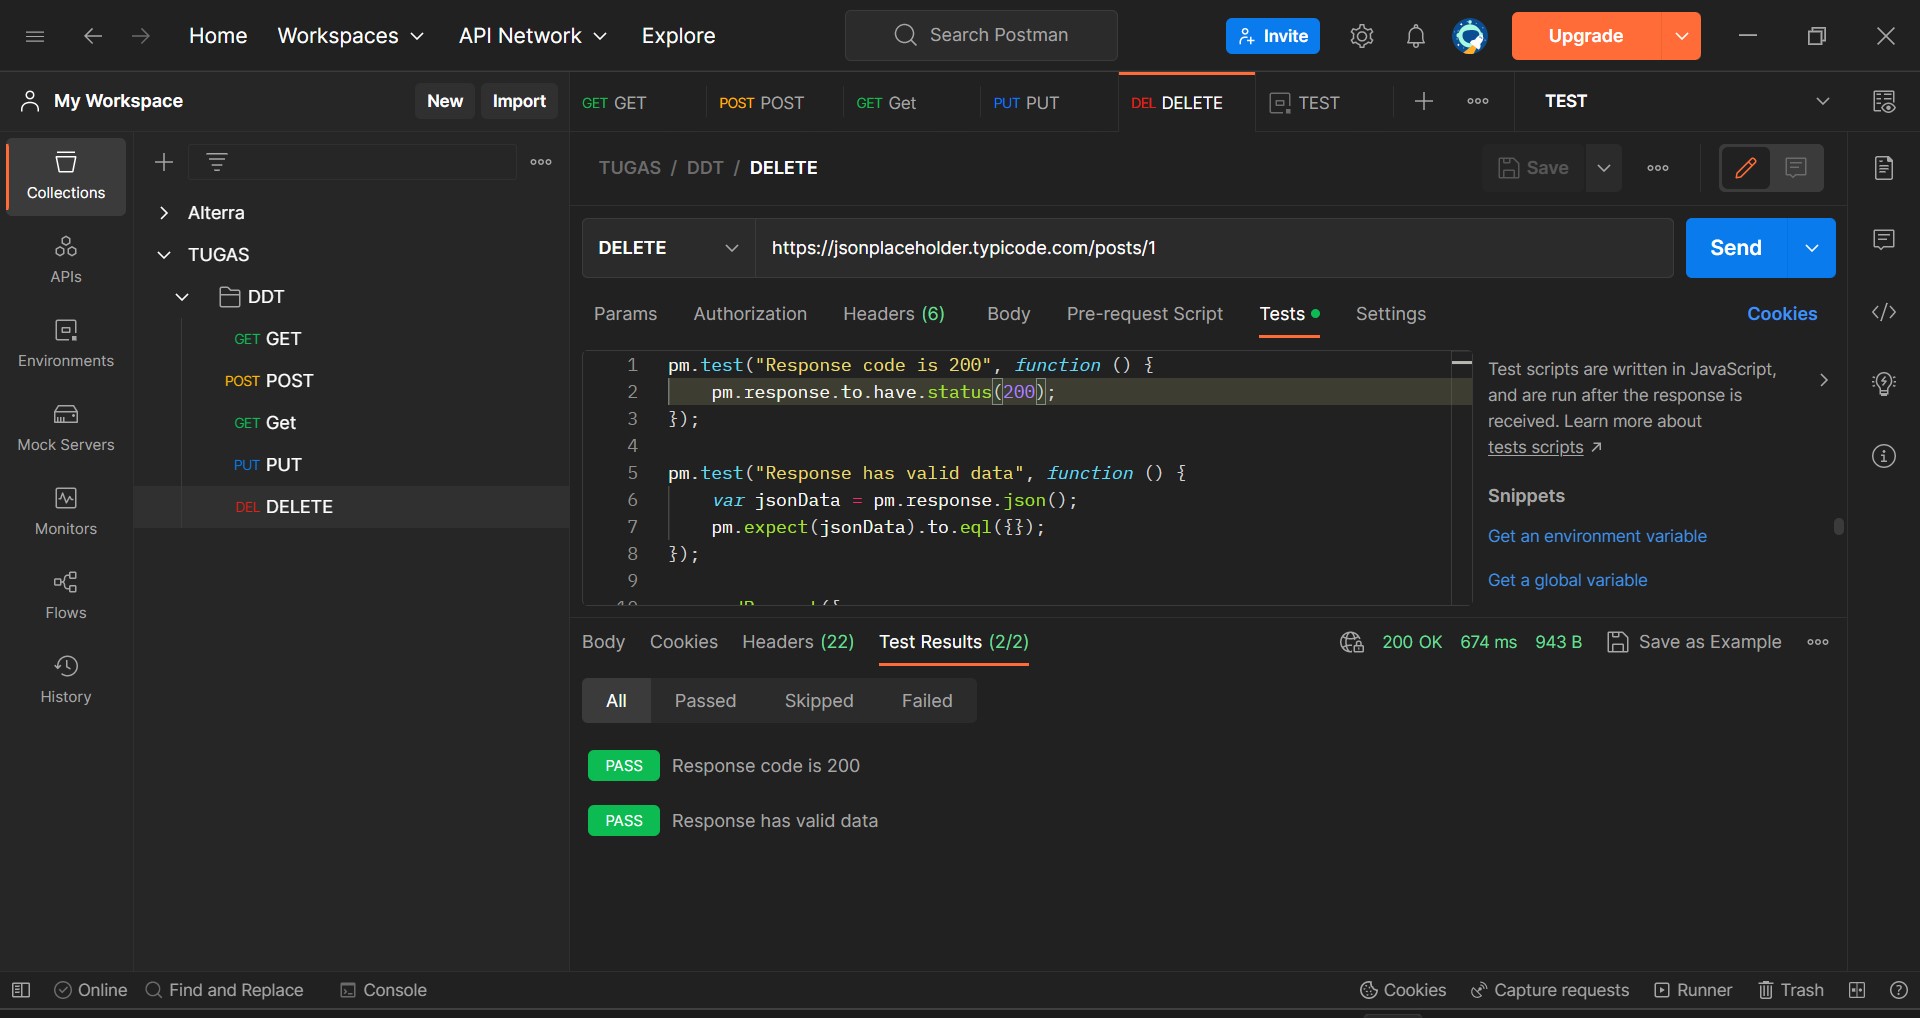 Home Workspaces API Network Explore Search Postman Invite Upgrade
My Workspace New Import
GET GET POST POST GET Get PUT PUT DEL DELETE TEST TEST
Collections
APIs
Environments
Mock Servers
Monitors
Flows
History
Alterra
TUGAS
DDT
GET GET
POST POST
GET Get
PUT PUT
DEL DELETE
TUGAS / DDT / DELETE Save
DELETE https://jsonplaceholder.typicode.com/posts/1 Send
Params Authorization Headers (6) Body Pre-request Script Tests Settings Cookies
1 pm.test("Response code is 200", function () {
2 pm.response.to.have.status(200);
3 });
4
5 pm.test("Response has valid data", function () {
6 var jsonData = pm.response.json();
7 pm.expect(jsonData).to.eql({});
8 });
9
Test scripts are written in JavaScript,
and are run after the response is
received. Learn more about
tests scripts ↗
Snippets
Get an environment variable
Get a global variable
Body Cookies Headers (22) Test Results (2/2) 200 OK 674 ms 943 B Save as Example
All Passed Skipped Failed
PASS Response code is 200
PASS Response has valid data
Online Find and Replace Console Cookies Capture requests Runner Trash